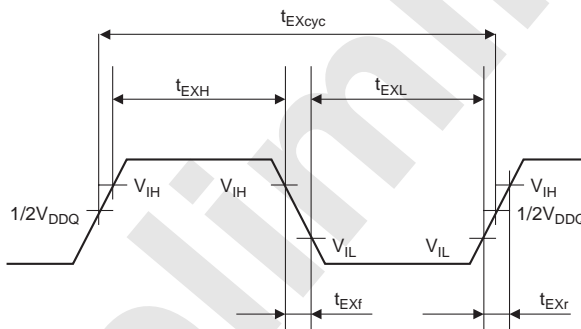 tEXcyc
tEXH tEXL
VIH VIH VIH
1/2VDDQ 1/2VDDQ
VIL VIL
tEXf tEXr